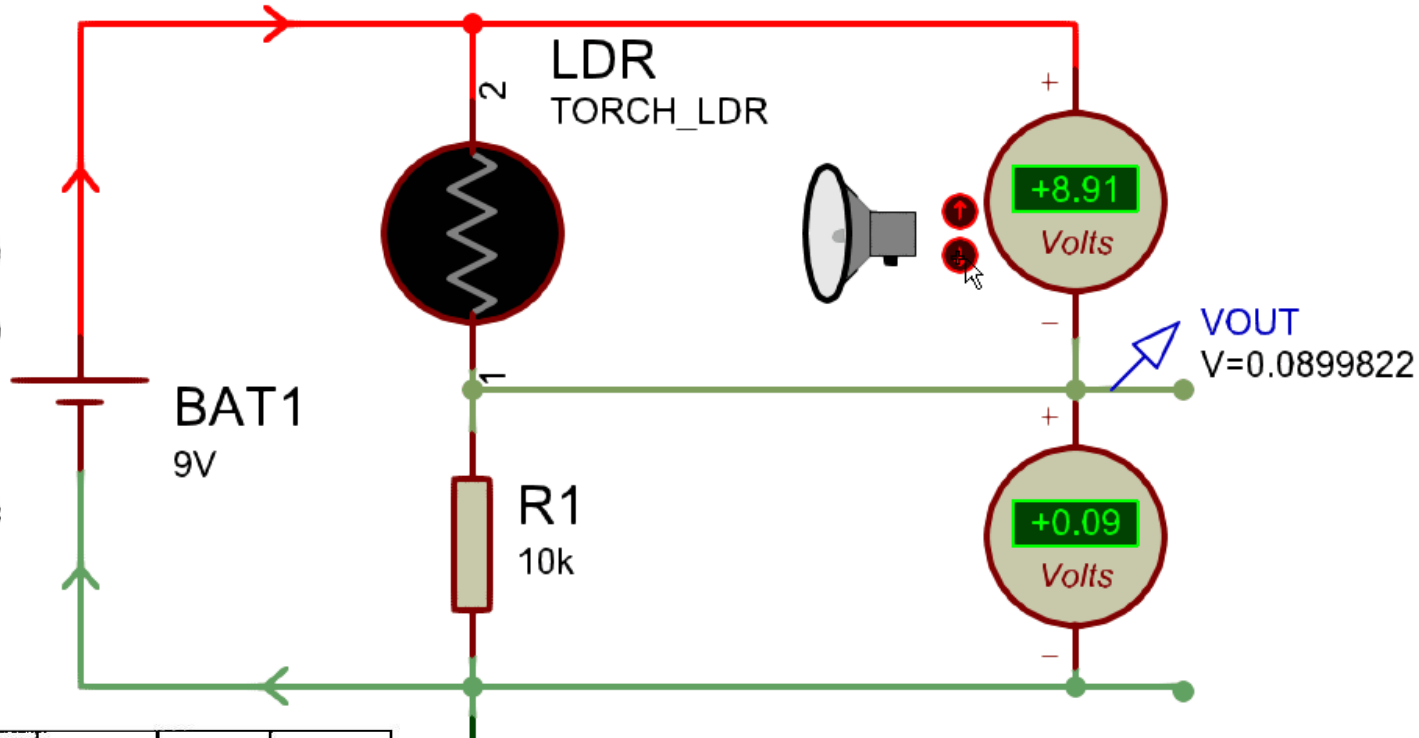 LDR
TORCH_LDR
2
+
+8.91
Volts
−
VOUT
V=0.0899822
1
BAT1
9V
+
R1
10k
+0.09
Volts
−